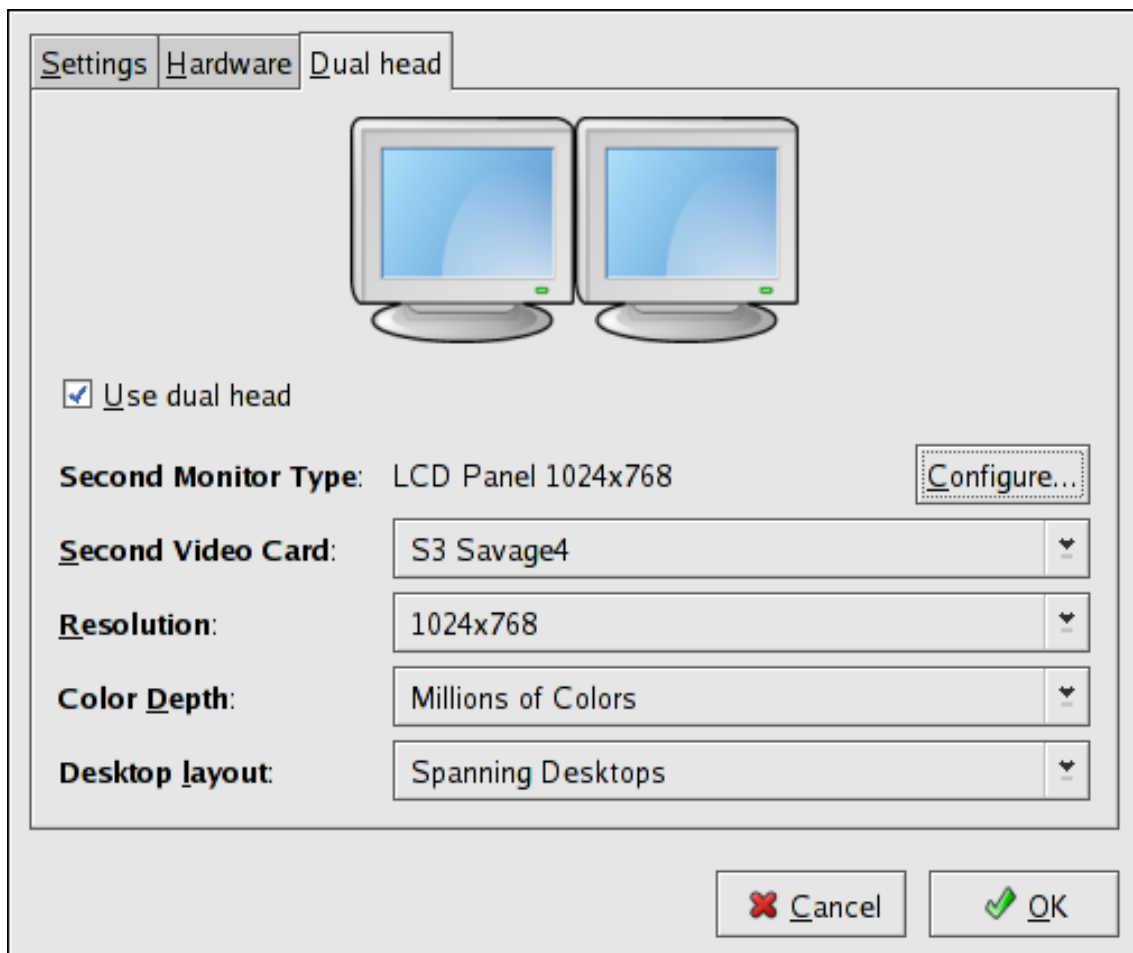 Settings Hardware Dual head
Use dual head
Second Monitor Type: LCD Panel 1024x768 Configure...
Second Video Card: S3 Savage4
Resolution: 1024x768
Color Depth: Millions of Colors
Desktop layout: Spanning Desktops
Cancel OK